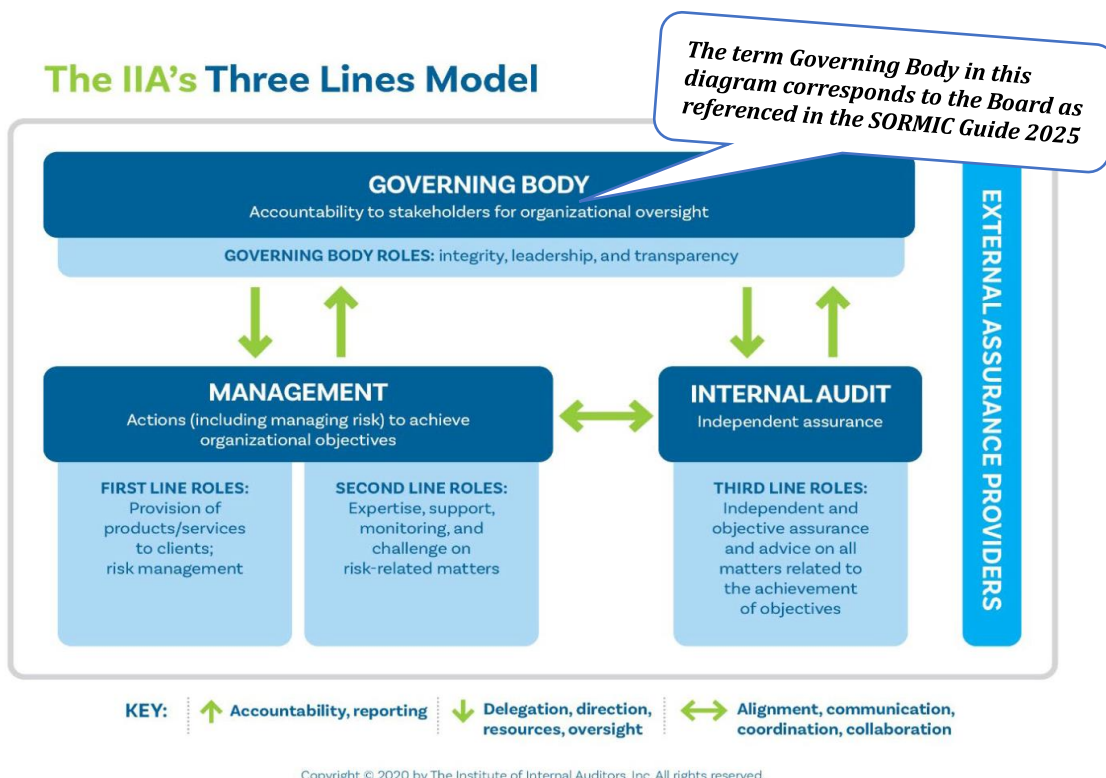 The IIA's Three Lines Model
The term Governing Body in this
diagram corresponds to the Board as
referenced in the SORMIC Guide 2025
GOVERNING BODY
Accountability to stakeholders for organizational oversight
GOVERNING BODY ROLES: integrity, leadership, and transparency
MANAGEMENT
Actions (including managing risk) to achieve
organizational objectives
INTERNAL AUDIT
Independent assurance
FIRST LINE ROLES:
Provision of
products/services
to clients;
risk management
SECOND LINE ROLES:
Expertise, support,
monitoring, and
challenge on
risk-related matters
THIRD LINE ROLES:
Independent and
objective assurance
and advice on all
matters related to
the achievement
of objectives
EXTERNAL ASSURANCE PROVIDERS
KEY:
Accountability, reporting
Delegation, direction,
resources, oversight
Alignment, communication,
coordination, collaboration
Copyright © 2020 by The Institute of Internal Auditors, Inc. All rights reserved.